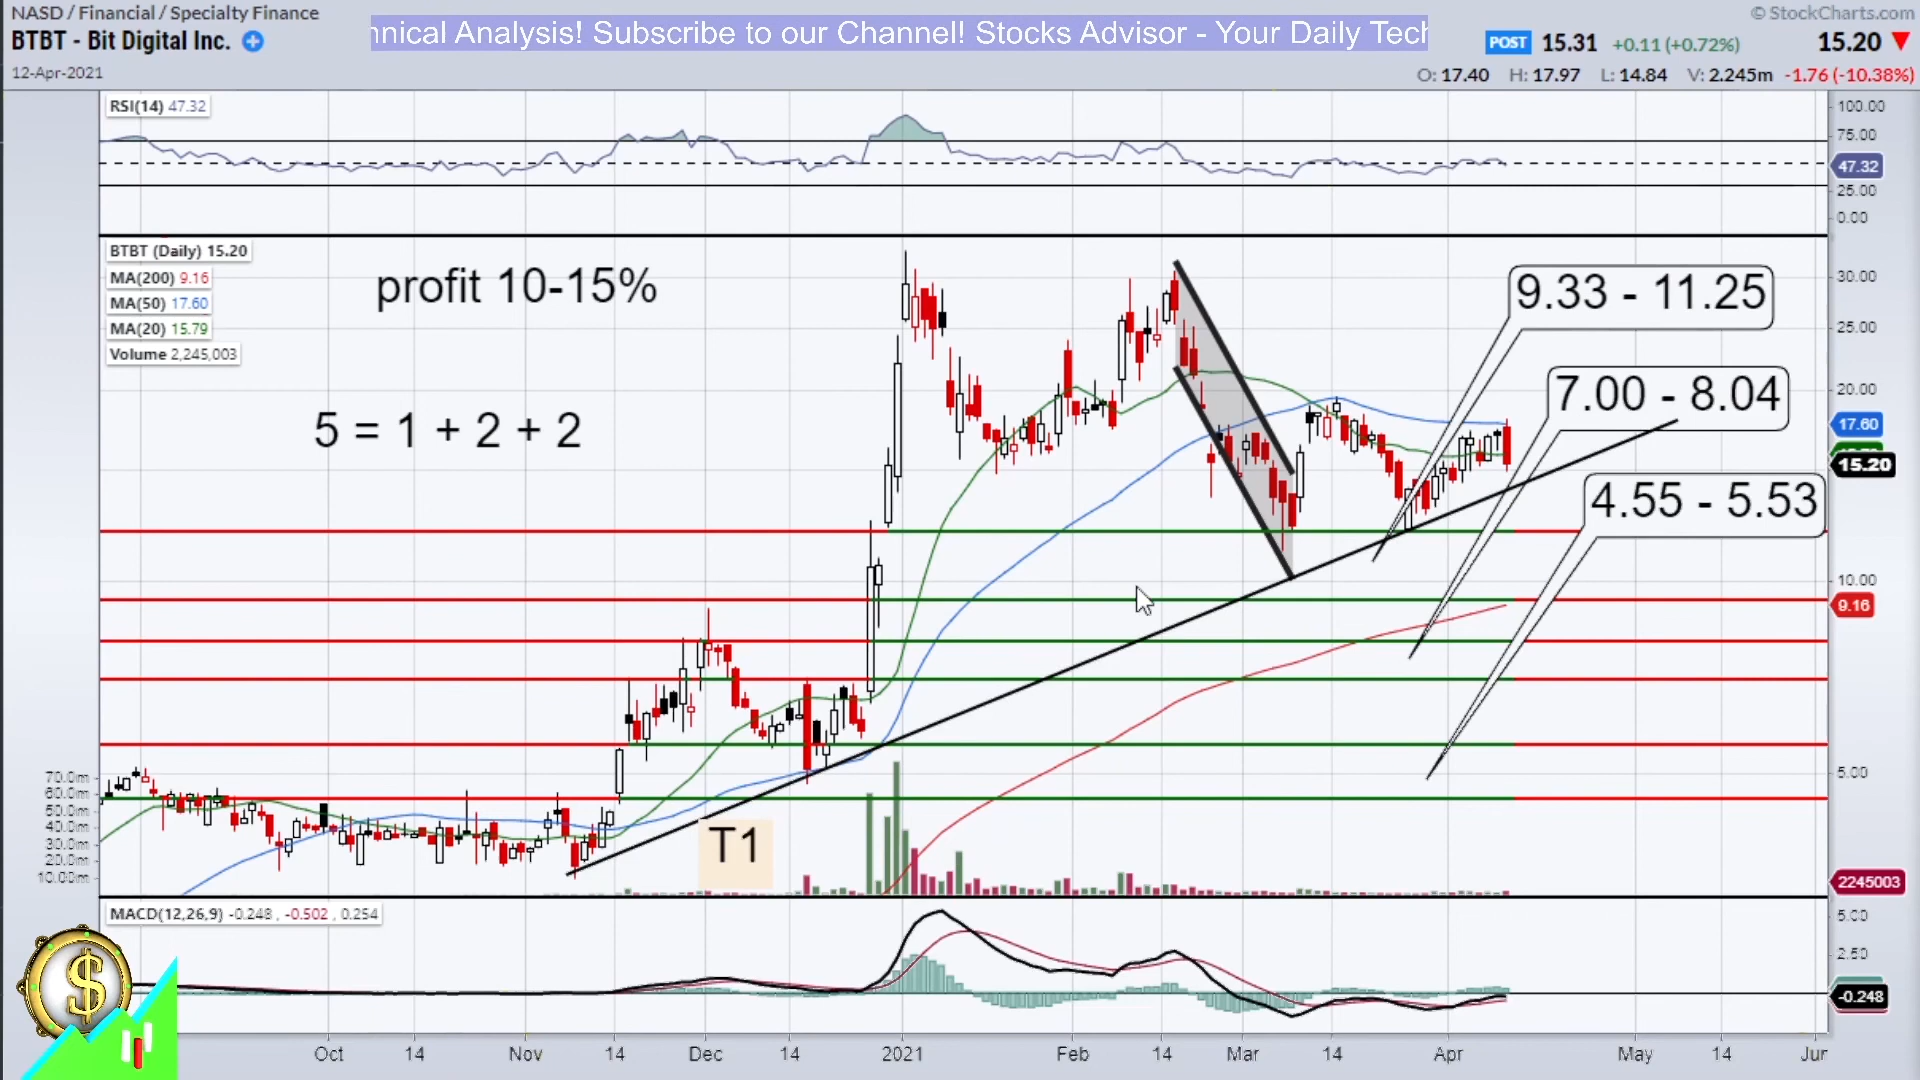 NASD / Financial / Specialty Finance
© StockCharts.com
BTBT - Bit Digital Inc.
hnical Analysis! Subscribe to our Channel! Stocks Advisor - Your Daily Tech
POST 15.31 +0.11 (+0.72%) 15.20
12-Apr-2021
O: 17.40 H: 17.97 L: 14.84 V: 2.245m -1.76 (-10.38%)
RSI(14) 47.32
100.00
75.00
47.32
25.00
0.00
BTBT (Daily) 15.20
MA(200) 9.16
MA(50) 17.60
MA(20) 15.79
Volume 2,245,003
profit 10-15%
5 = 1 + 2 + 2
9.33 - 11.25
7.00 - 8.04
4.55 - 5.53
T1
30.00
25.00
20.00
17.60
15.20
10.00
9.16
5.00
2245003
70.0m
60.0m
50.0m
40.0m
30.0m
20.0m
10.00m
MACD(12,26,9) -0.248, -0.502, 0.254
5.00
2.50
-0.248
$
Oct 14 Nov 14 Dec 14 2021 Feb 14 Mar 14 Apr May 14 Jur